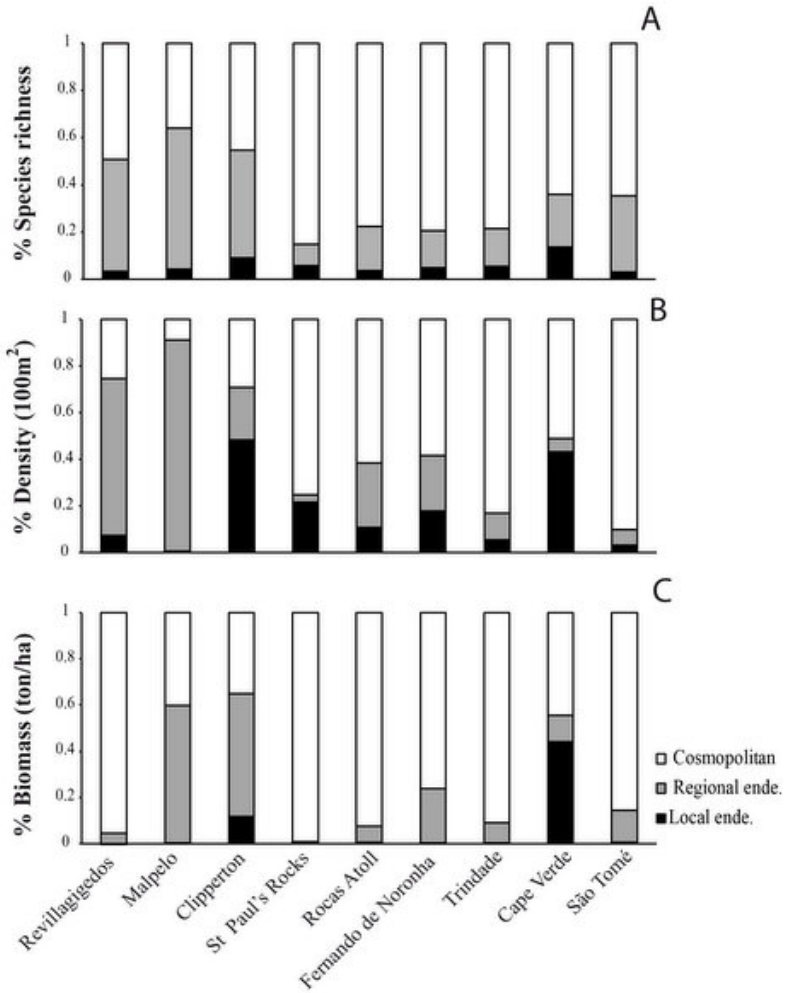 A
% Species richness
1
0.8
0.6
0.4
0.2
0
B
% Density (100m²)
1
0.8
0.6
0.4
0.2
0
C
% Biomass (ton/ha)
1
0.8
0.6
0.4
0.2
0
Cosmopolitan
Regional ende.
Local ende.
Revillagigedos
Malpelo
Clipperton
St Paul's Rocks
Rocas Atoll
Fernando de Noronha
Trindade
Cape Verde
São Tomé